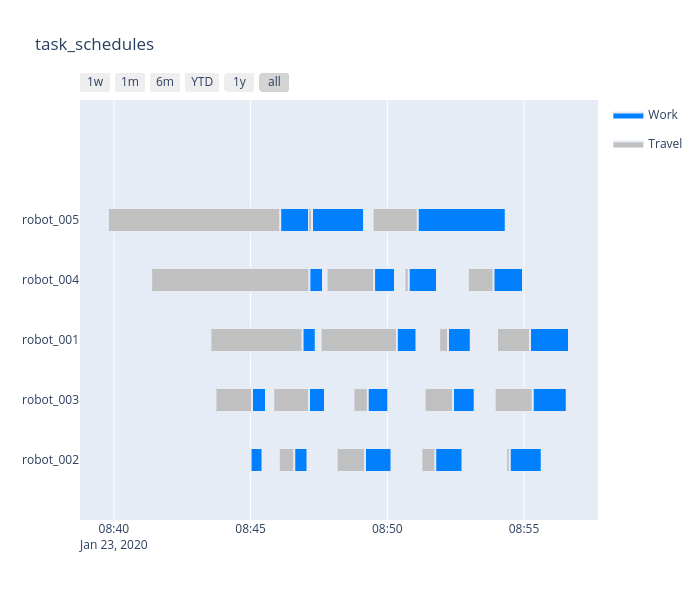 task_schedules
1w 1m 6m YTD 1y all
Work
Travel
robot_005
robot_004
robot_001
robot_003
robot_002
08:40 08:45 08:50 08:55
Jan 23, 2020